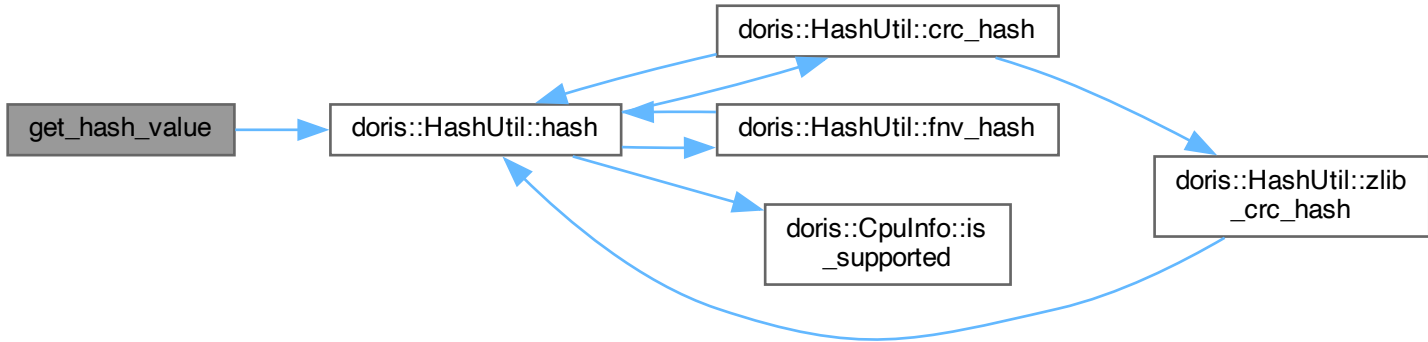 get_hash_value
doris::HashUtil::hash
doris::HashUtil::crc_hash
doris::HashUtil::fnv_hash
doris::CpuInfo::is
_supported
doris::HashUtil::zlib
_crc_hash